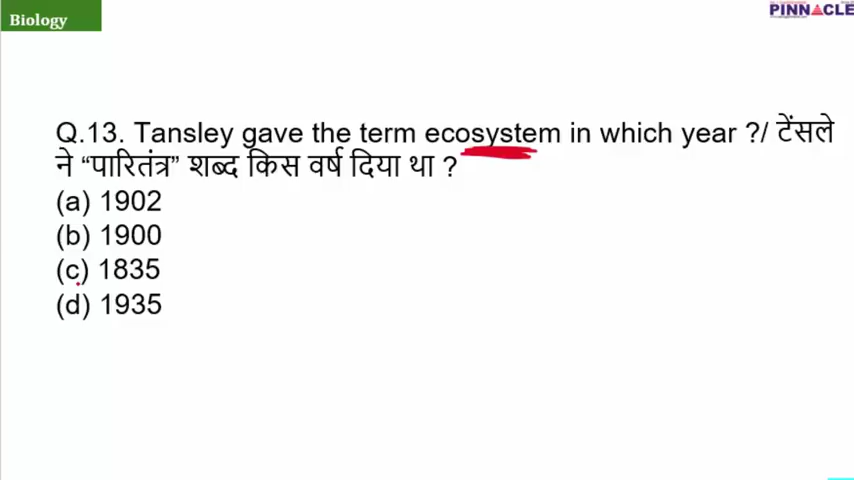 Biology
PINNACLE
Q.13. Tansley gave the term ecosystem in which year ?/ टेंसले
ने “पारितंत्र” शब्द किस वर्ष दिया था ?
(a) 1902
(b) 1900
(c) 1835
(d) 1935